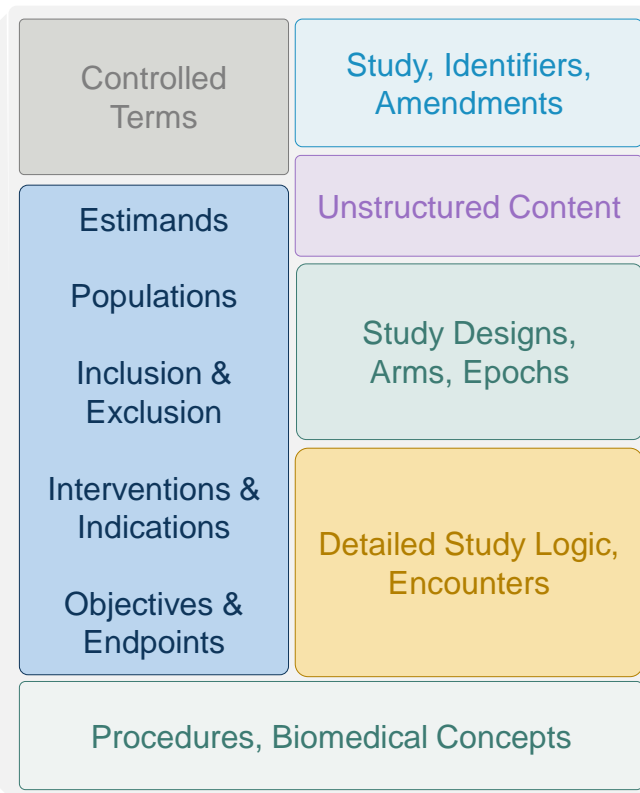 Controlled
Terms
Study, Identifiers,
Amendments
Unstructured Content
Estimands
Populations
Inclusion &
Exclusion
Interventions &
Indications
Objectives &
Endpoints
Study Designs,
Arms, Epochs
Detailed Study Logic,
Encounters
Procedures, Biomedical Concepts